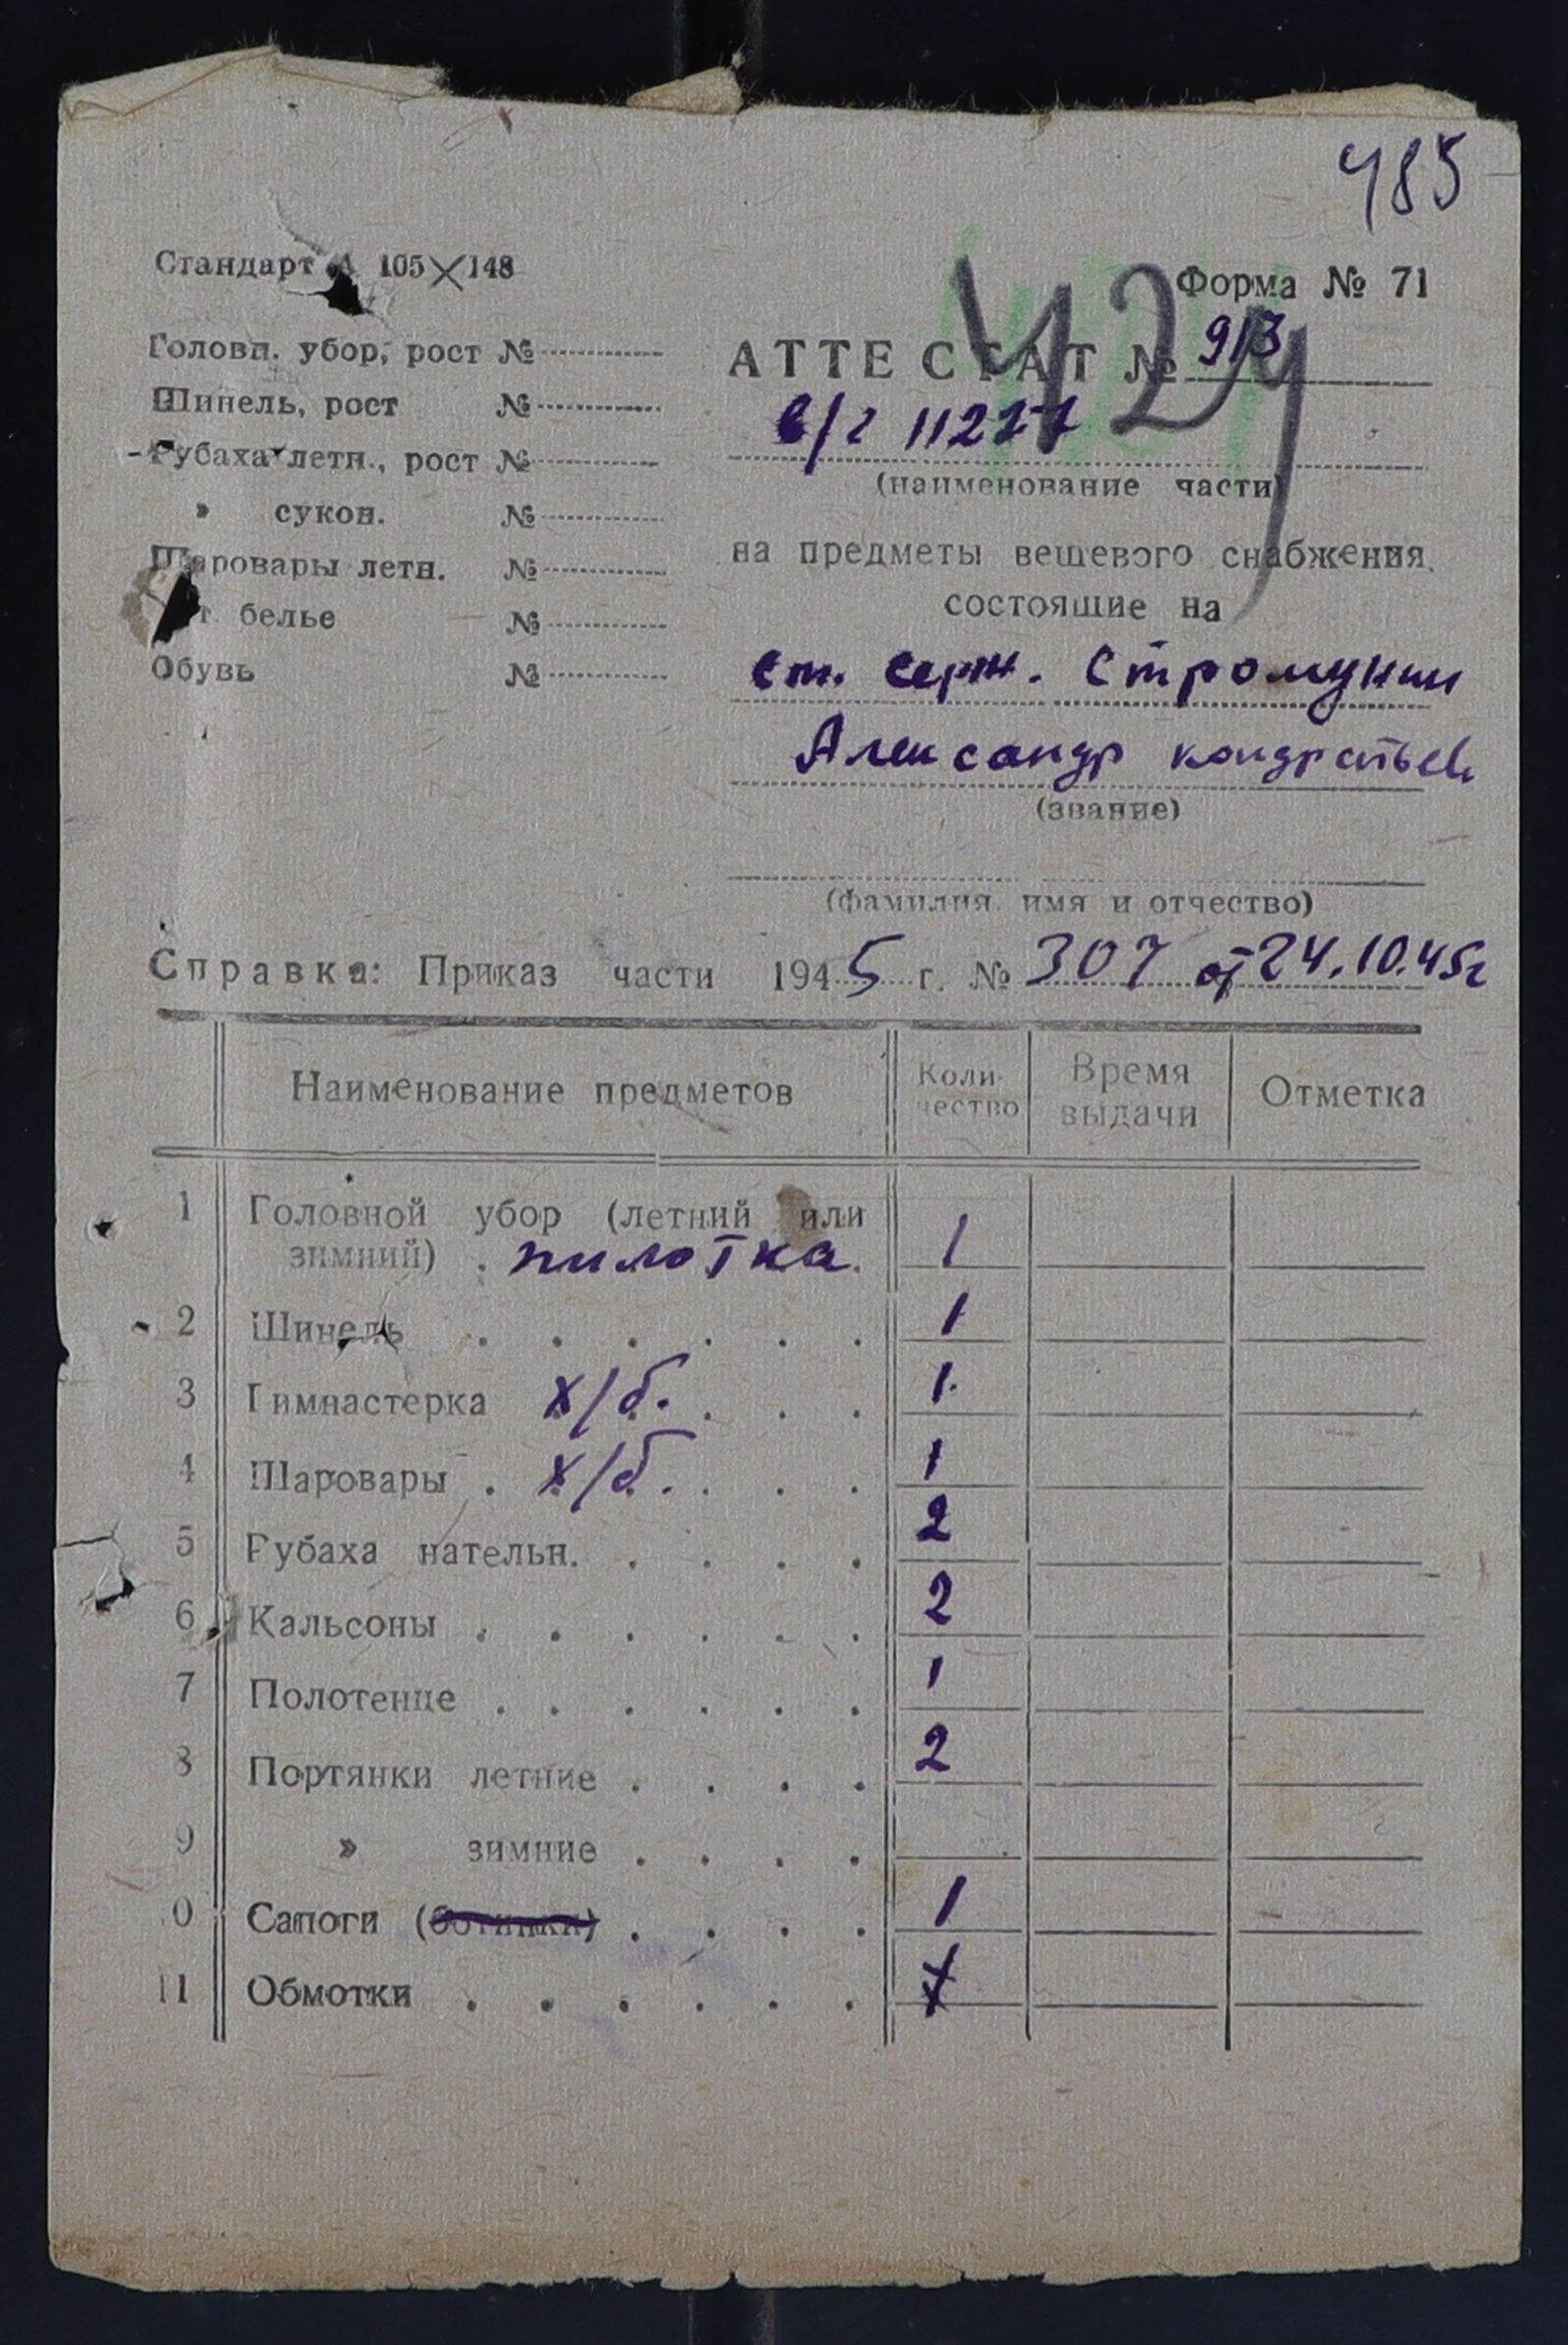 485
Стандарт А 105×148
Форма № 71
Головн. убор, рост №
Шинель, рост №
Рубаха летн., рост №
» сукон. №
Шаровары летн. №
белье №
Обувь №
429
АТТЕСТАТ № 913
в/ч 11277
(наименование части)
на предметы вещевого снабжения,
состоящие на
ст. серж. Стромунин
Александр Кондратьев
(звание)
(фамилия имя и отчество)
Справка: Приказ части 1945 г. № 307 от 24.10.45г
Наименование предметов Количество Время выдачи Отметка
1 Головной убор (летний или
зимний) . пилотка. 1
2 Шинель . . . . . . 1
3 Гимнастерка х/б. . . . 1
4 Шаровары . х/б. . . . 1
5 Рубаха нательн. . . . . 2
6 Кальсоны . . . . . . 2
7 Полотенце . . . . . . 1
8 Портянки летние . . . . 2
9 » зимние . . . .
0 Сапоги (ботинки) . . . . 1
11 Обмотки . . . . . .